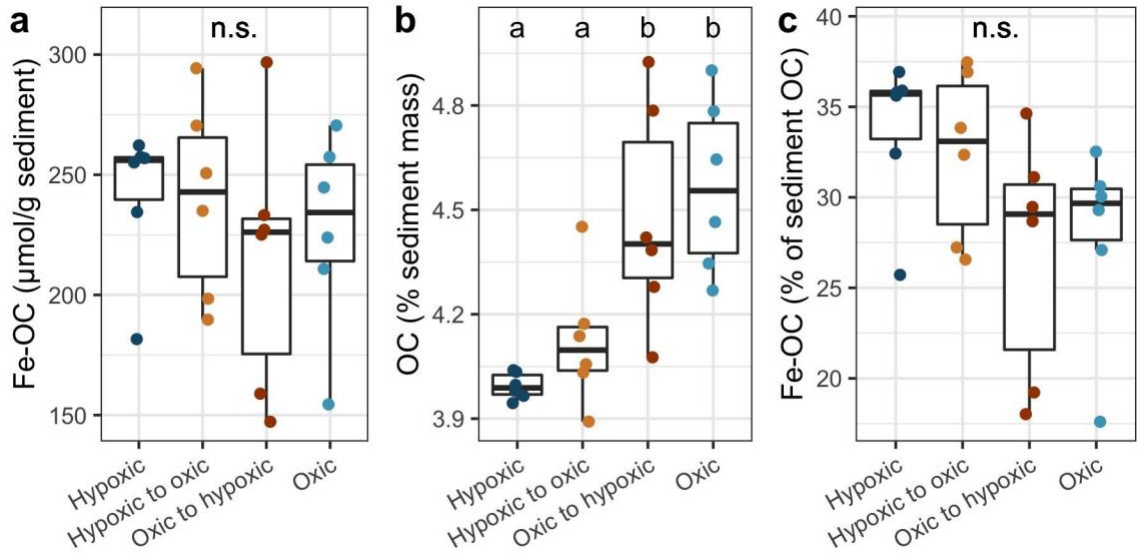 a
n.s.
Fe-OC (μmol/g sediment)
300
250
200
150
Hypoxic
Hypoxic to oxic
Oxic to hypoxic
Oxic
b
a a b b
OC (% sediment mass)
4.8
4.5
4.2
3.9
Hypoxic
Hypoxic to oxic
Oxic to hypoxic
Oxic
c
n.s.
Fe-OC (% of sediment OC)
40
35
30
25
20
Hypoxic
Hypoxic to oxic
Oxic to hypoxic
Oxic